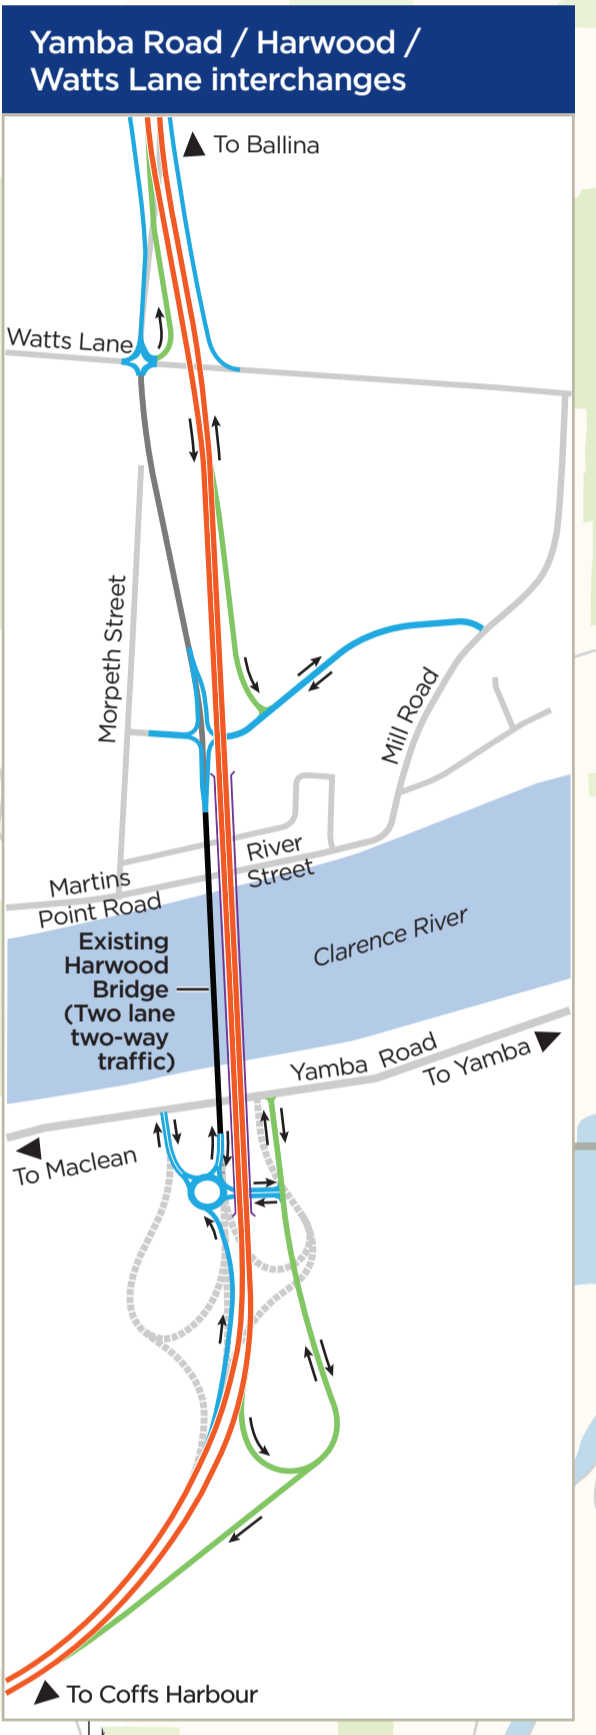 Yamba Road / Harwood /
Watts Lane interchanges
To Ballina
Watts Lane
Morpeth Street
Mill Road
River
Street
Martins
Point Road
Clarence River
Existing
Harwood
Bridge
(Two lane
two-way
traffic)
Yamba Road
To Yamba
To Maclean
To Coffs Harbour